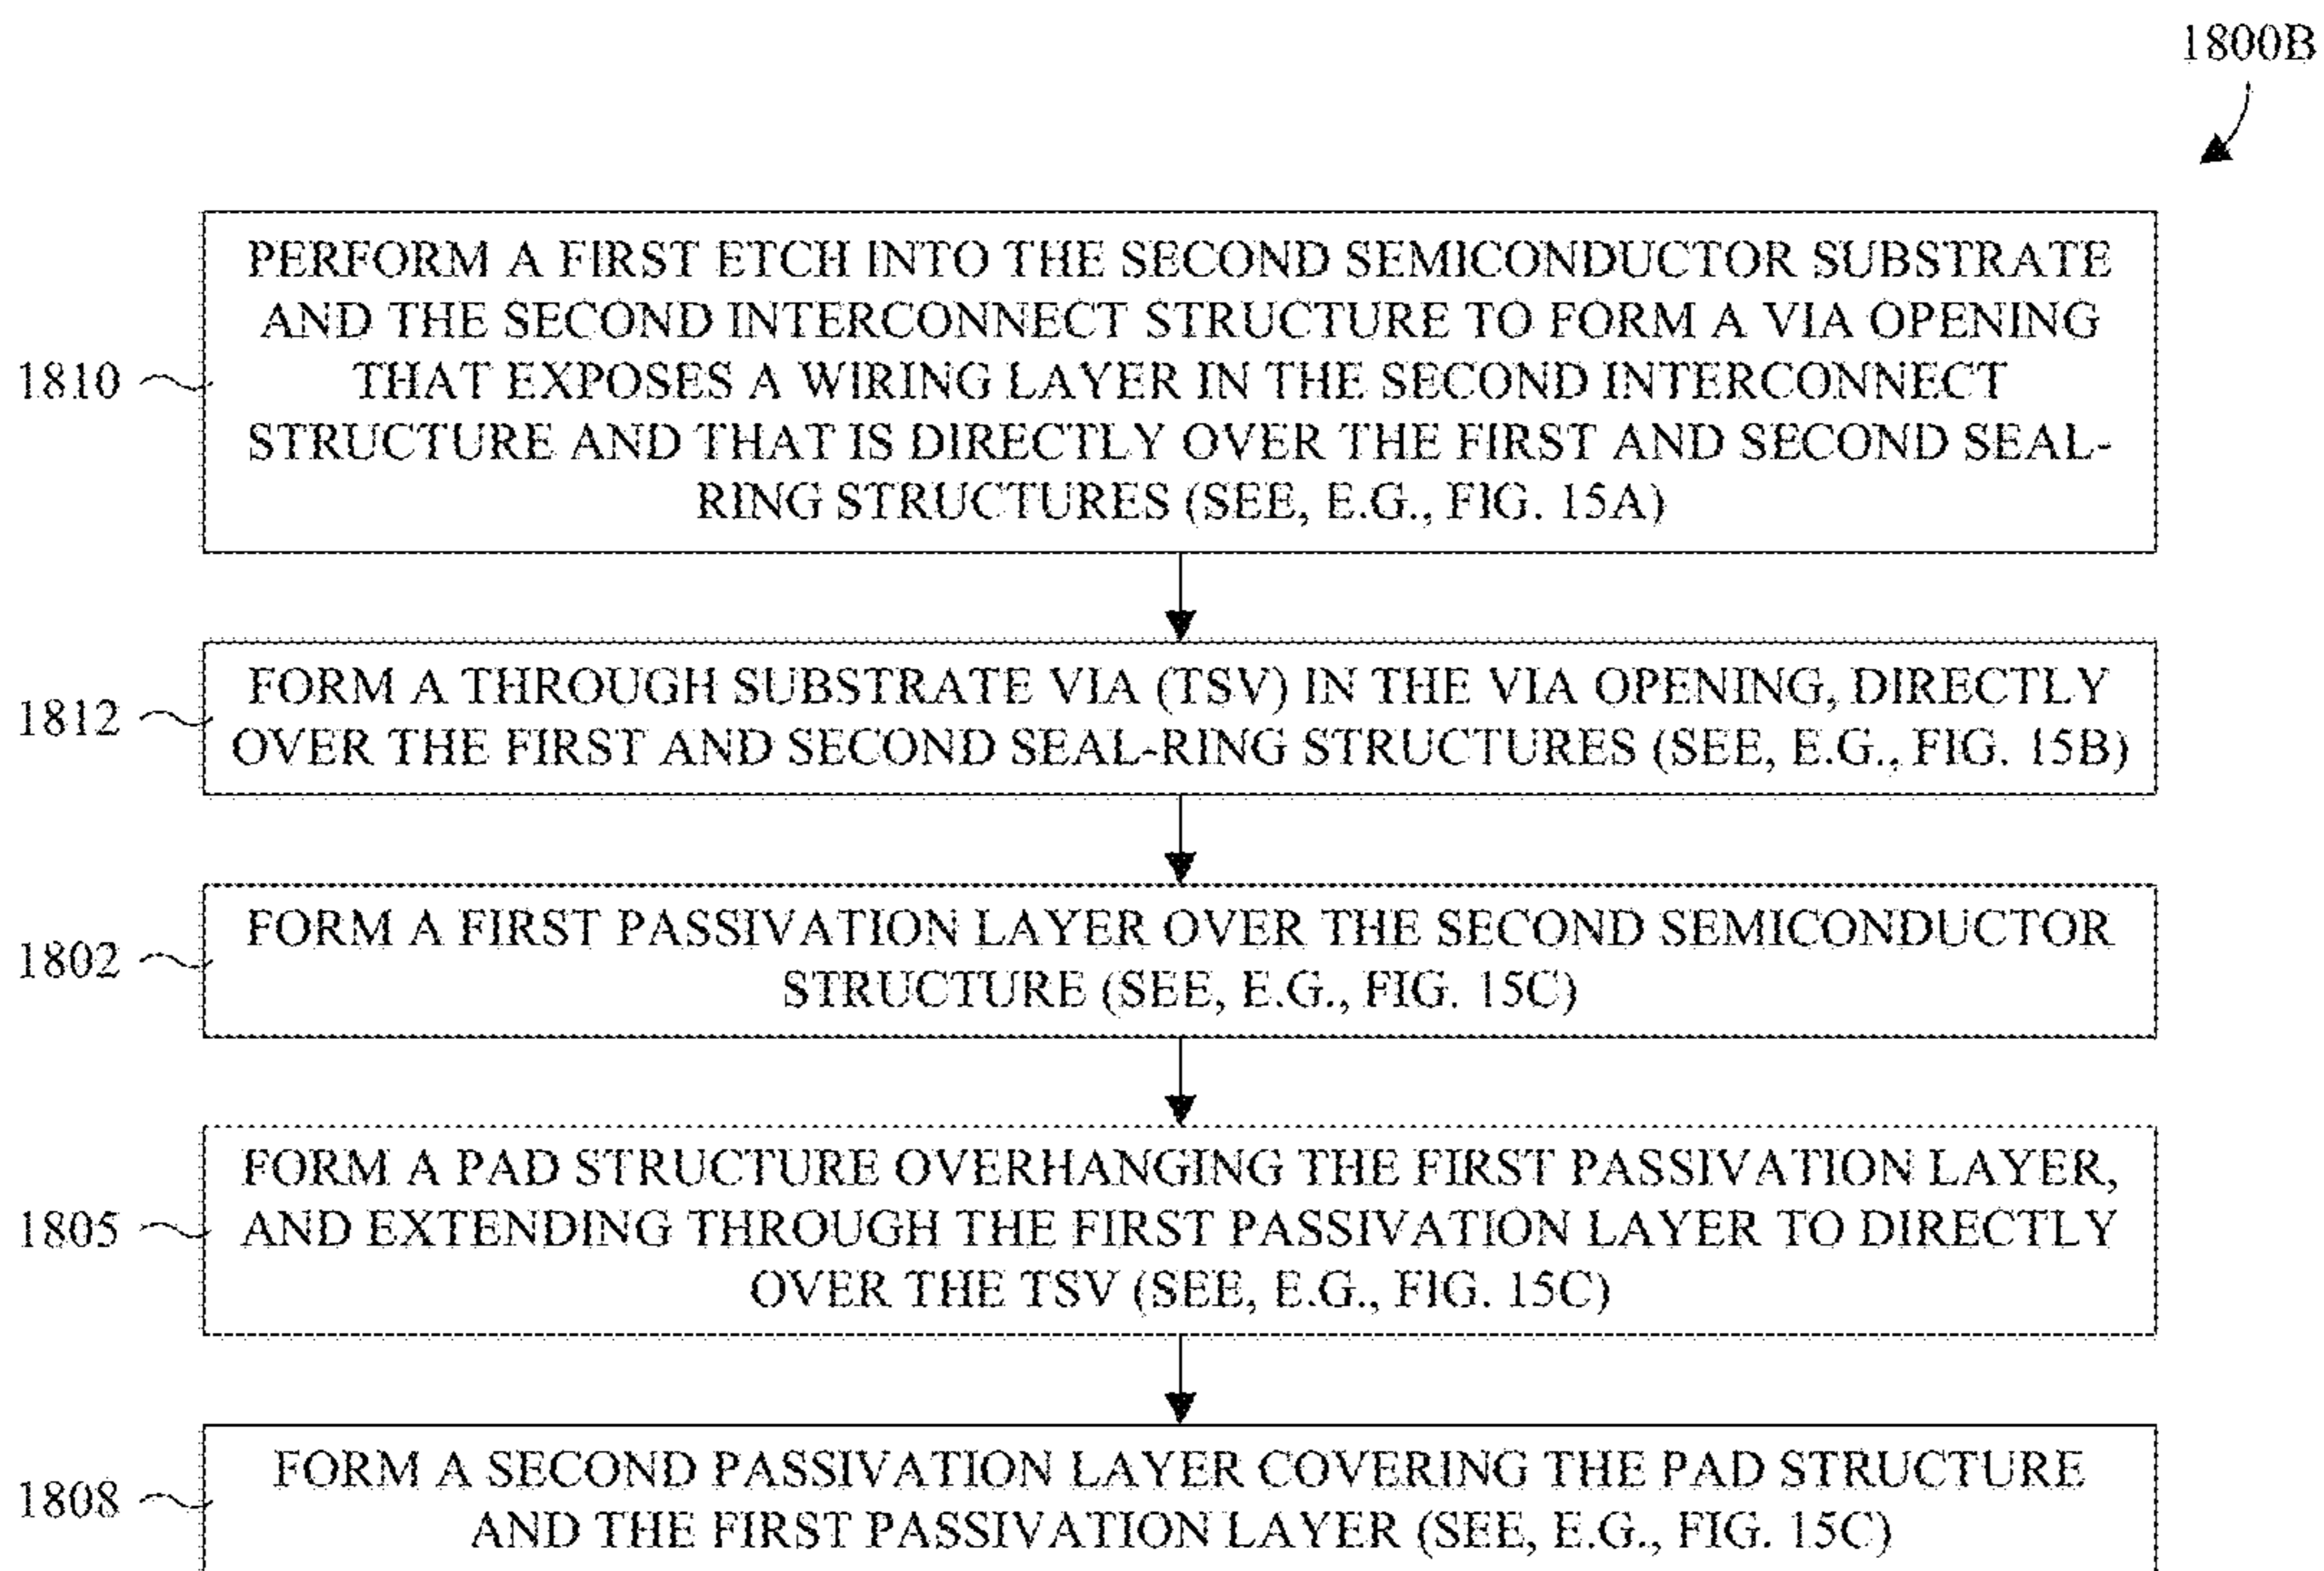 1800B
PERFORM A FIRST ETCH INTO THE SECOND SEMICONDUCTOR SUBSTRATE
AND THE SECOND INTERCONNECT STRUCTURE TO FORM A VIA OPENING
1810
THAT EXPOSES A WIRING LAYER IN THE SECOND INTERCONNECT
STRUCTURE AND THAT IS DIRECTLY OVER THE FIRST AND SECOND SEAL-
RING STRUCTURES (SEE, E.G., FIG. 15A)
1812
FORM A THROUGH SUBSTRATE VIA (TSV) IN THE VIA OPENING, DIRECTLY
OVER THE FIRST AND SECOND SEAL-RING STRUCTURES (SEE, E.G., FIG. 15B)
1802
FORM A FIRST PASSIVATION LAYER OVER THE SECOND SEMICONDUCTOR
STRUCTURE (SEE, E.G., FIG. 15C)
1805
FORM A PAD STRUCTURE OVERHANGING THE FIRST PASSIVATION LAYER,
AND EXTENDING THROUGH THE FIRST PASSIVATION LAYER TO DIRECTLY
OVER THE TSV (SEE, E.G., FIG. 15C)
1808
FORM A SECOND PASSIVATION LAYER COVERING THE PAD STRUCTURE
AND THE FIRST PASSIVATION LAYER (SEE, E.G., FIG. 15C)